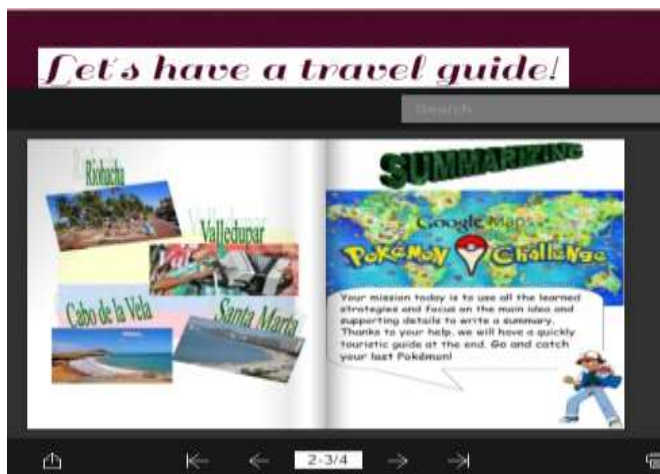 Let's have a travel guide!
Search
Riohacha
Valledupar
Cabo de la Vela
Santa Marta
SUMMARIZING
Google Maps
POKéMON CHalleNge
Your mission today is to use all the learned
strategies and focus on the main idea and
supporting details to write a summary.
Thanks to your help, we will have a quickly
touristic guide at the end. Go and catch
your last Pokémon!
2-3/4